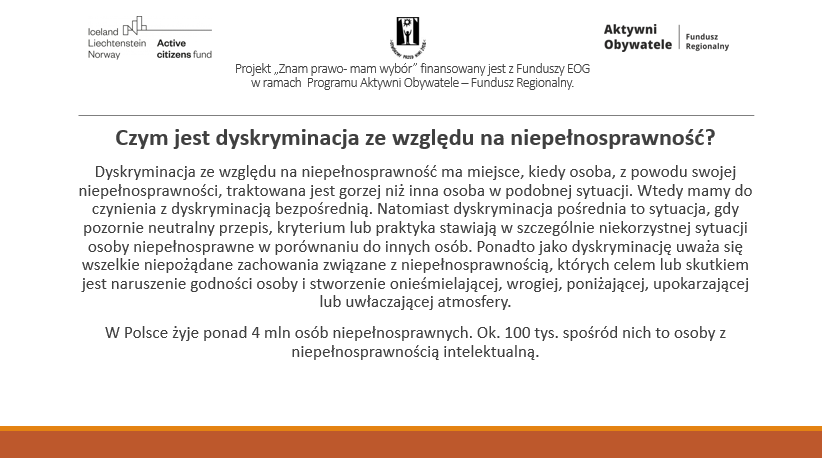 Iceland
Liechtenstein
Norway
Active
citizens fund
Aktywni
Obywatele
Fundusz
Regionalny
Projekt „Znam prawo- mam wybór” finansowany jest z Funduszy EOG
w ramach Programu Aktywni Obywatele – Fundusz Regionalny.
Czym jest dyskryminacja ze względu na niepełnosprawność?
Dyskryminacja ze względu na niepełnosprawność ma miejsce, kiedy osoba, z powodu swojej
niepełnosprawności, traktowana jest gorzej niż inna osoba w podobnej sytuacji. Wtedy mamy do
czynienia z dyskryminacją bezpośrednią. Natomiast dyskryminacja pośrednia to sytuacja, gdy
pozornie neutralny przepis, kryterium lub praktyka stawiają w szczególnie niekorzystnej sytuacji
osoby niepełnosprawne w porównaniu do innych osób. Ponadto jako dyskryminację uważa się
wszelkie niepożądane zachowania związane z niepełnosprawnością, których celem lub skutkiem
jest naruszenie godności osoby i stworzenie onieśmielającej, wrogiej, poniżającej, upokarzającej
lub uwłaczającej atmosfery.
W Polsce żyje ponad 4 mln osób niepełnosprawnych. Ok. 100 tys. spośród nich to osoby z
niepełnosprawnością intelektualną.